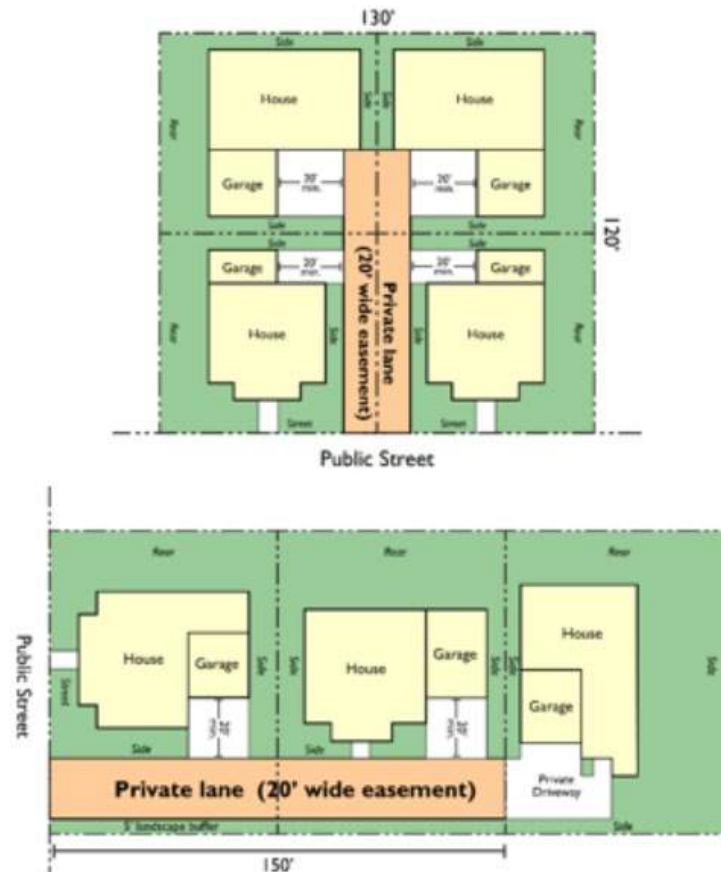 130'
Side
Side
Rear
House
Side
Side
House
Rear
Garage
20'
min.
20'
min.
Garage
Side
Side
120'
Side
Side
Garage
20'
min.
20'
min.
Garage
Rear
House
Side
Private lane
(20' wide easement)
Side
House
Rear
Street
Street
Public Street
Rear
Rear
Rear
Public Street
Street
House
Garage
Side
Side
House
Garage
Side
Side
House
Garage
Side
20'
min.
20'
min.
Side
Side
Private lane (20' wide easement)
Private
Driveway
5' landscape buffer
Side
150'